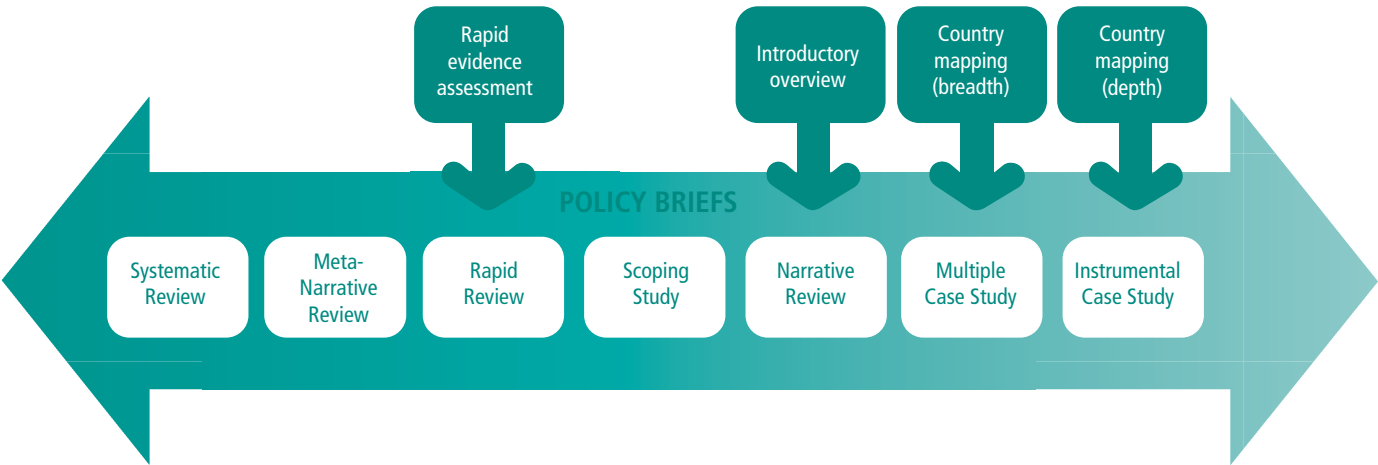 Rapid
evidence
assessment
Introductory
overview
Country
mapping
(breadth)
Country
mapping
(depth)
POLICY BRIEFS
Systematic
Review
Meta-
Narrative
Review
Rapid
Review
Scoping
Study
Narrative
Review
Multiple
Case Study
Instrumental
Case Study